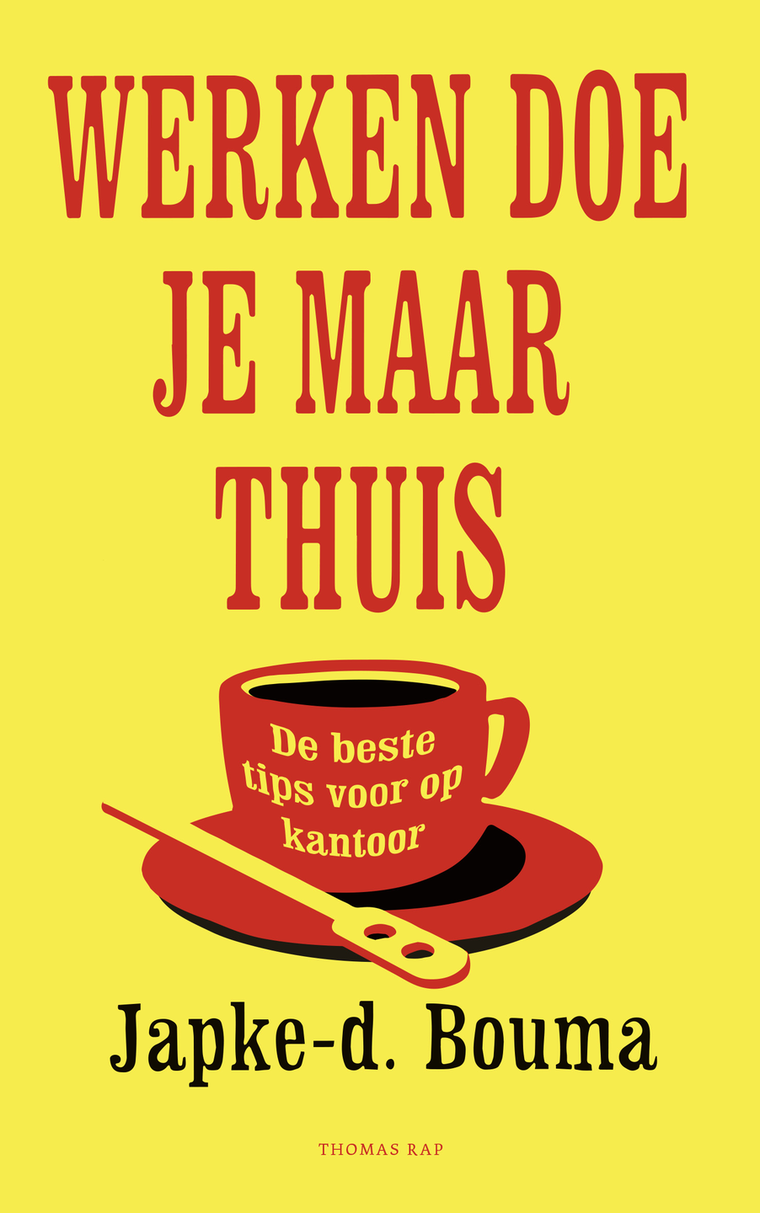 WERKEN DOE
JE MAAR
THUIS
De beste
tips voor op
kantoor
Japke-d. Bouma
THOMAS RAP